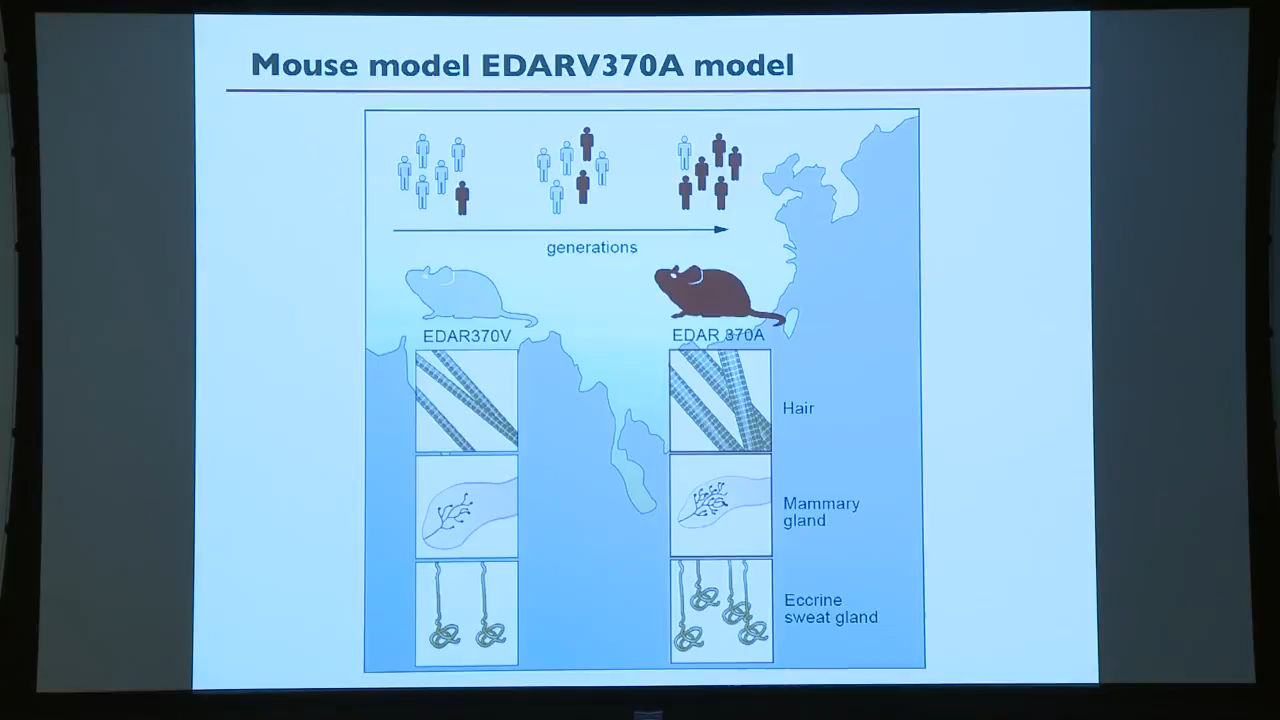 Mouse model EDARV370A model
generations
EDAR370V
EDAR 370A
Hair
Mammary
gland
Eccrine
sweat gland